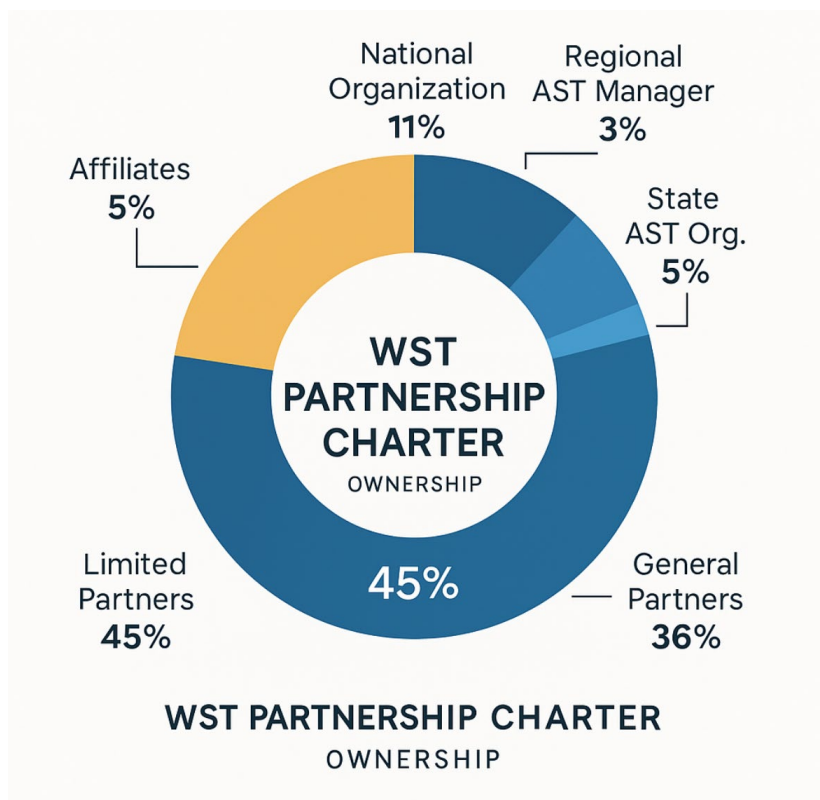 National
Organization
11%
Regional
AST Manager
3%
Affiliates
5%
State
AST Org.
5%
WST
PARTNERSHIP
CHARTER
OWNERSHIP
45%
Limited
Partners
45%
General
Partners
36%
WST PARTNERSHIP CHARTER
OWNERSHIP